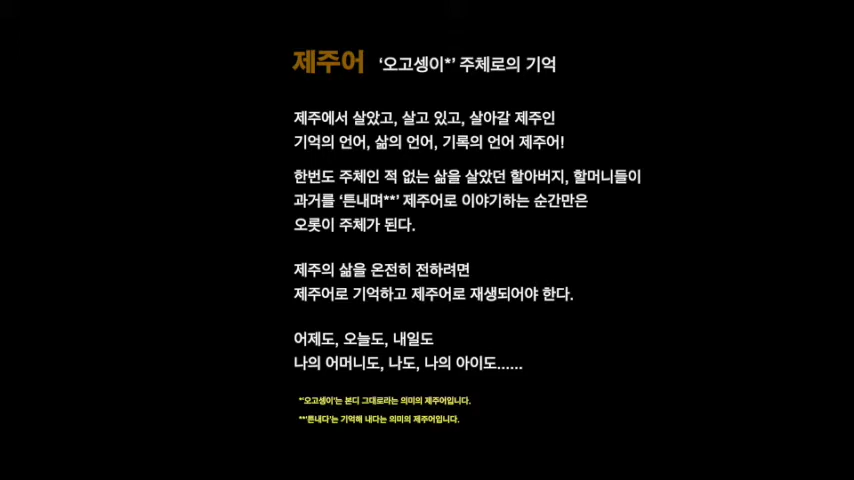 제주어 ‘오고셍이*’ 주체로의 기억
제주에서 살았고, 살고 있고, 살아갈 제주인
기억의 언어, 삶의 언어, 기록의 언어 제주어!
한번도 주체인 적 없는 삶을 살았던 할아버지, 할머니들이
과거를 ‘튼내며**’ 제주어로 이야기하는 순간만은
오롯이 주체가 된다.
제주의 삶을 온전히 전하려면
제주어로 기억하고 제주어로 재생되어야 한다.
어제도, 오늘도, 내일도
나의 어머니도, 나도, 나의 아이도......
*‘오고셍이’는 본디 그대로라는 의미의 제주어입니다.
**‘튼내다’는 기억해 내다는 의미의 제주어입니다.